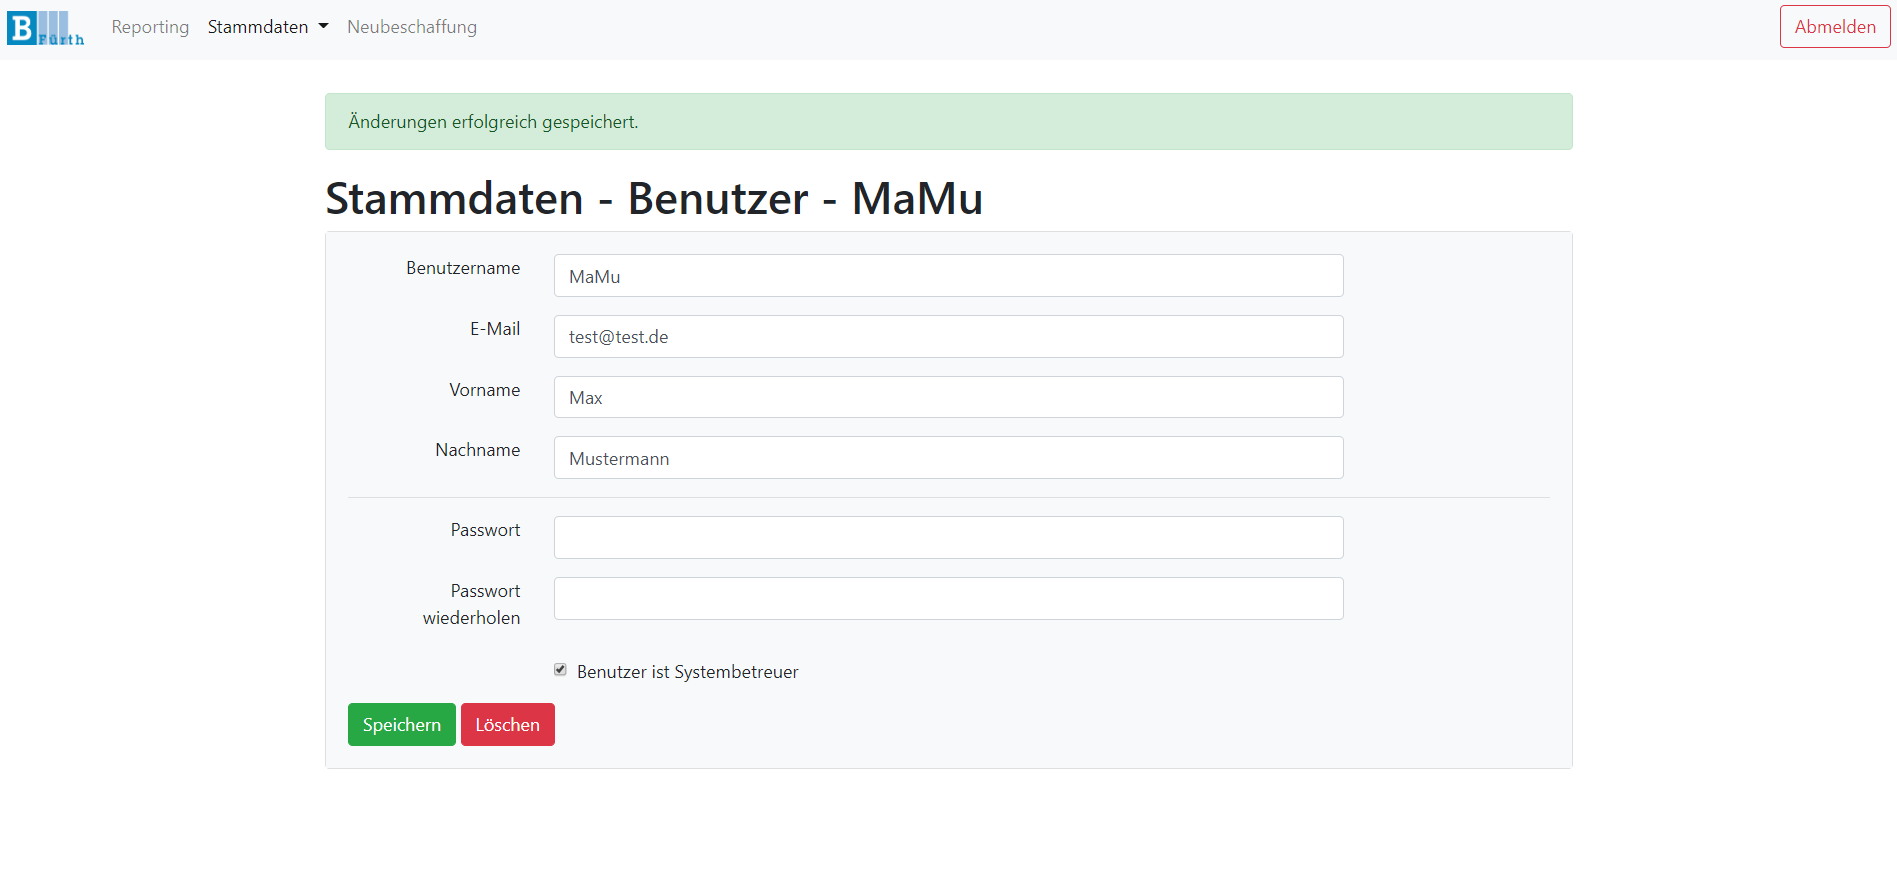 B Fürth
Reporting Stammdaten Neubeschaffung Abmelden
Änderungen erfolgreich gespeichert.
Stammdaten - Benutzer - MaMu
Benutzername MaMu
E-Mail test@test.de
Vorname Max
Nachname Mustermann
Passwort
Passwort
wiederholen
Benutzer ist Systembetreuer
Speichern Löschen